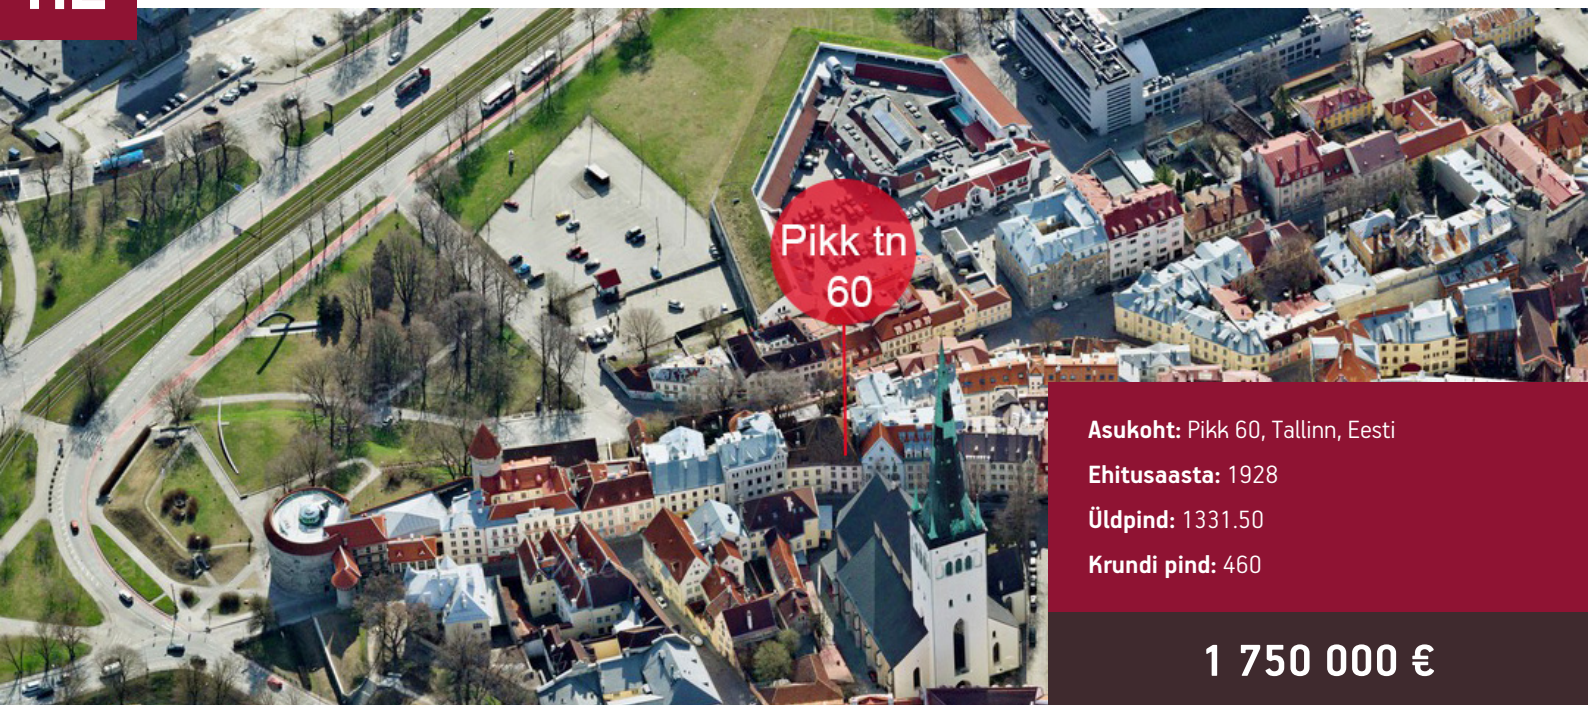 Pikk tn
60
Asukoht: Pikk 60, Tallinn, Eesti
Ehitusaasta: 1928
Üldpind: 1331.50
Krundi pind: 460
1 750 000 €